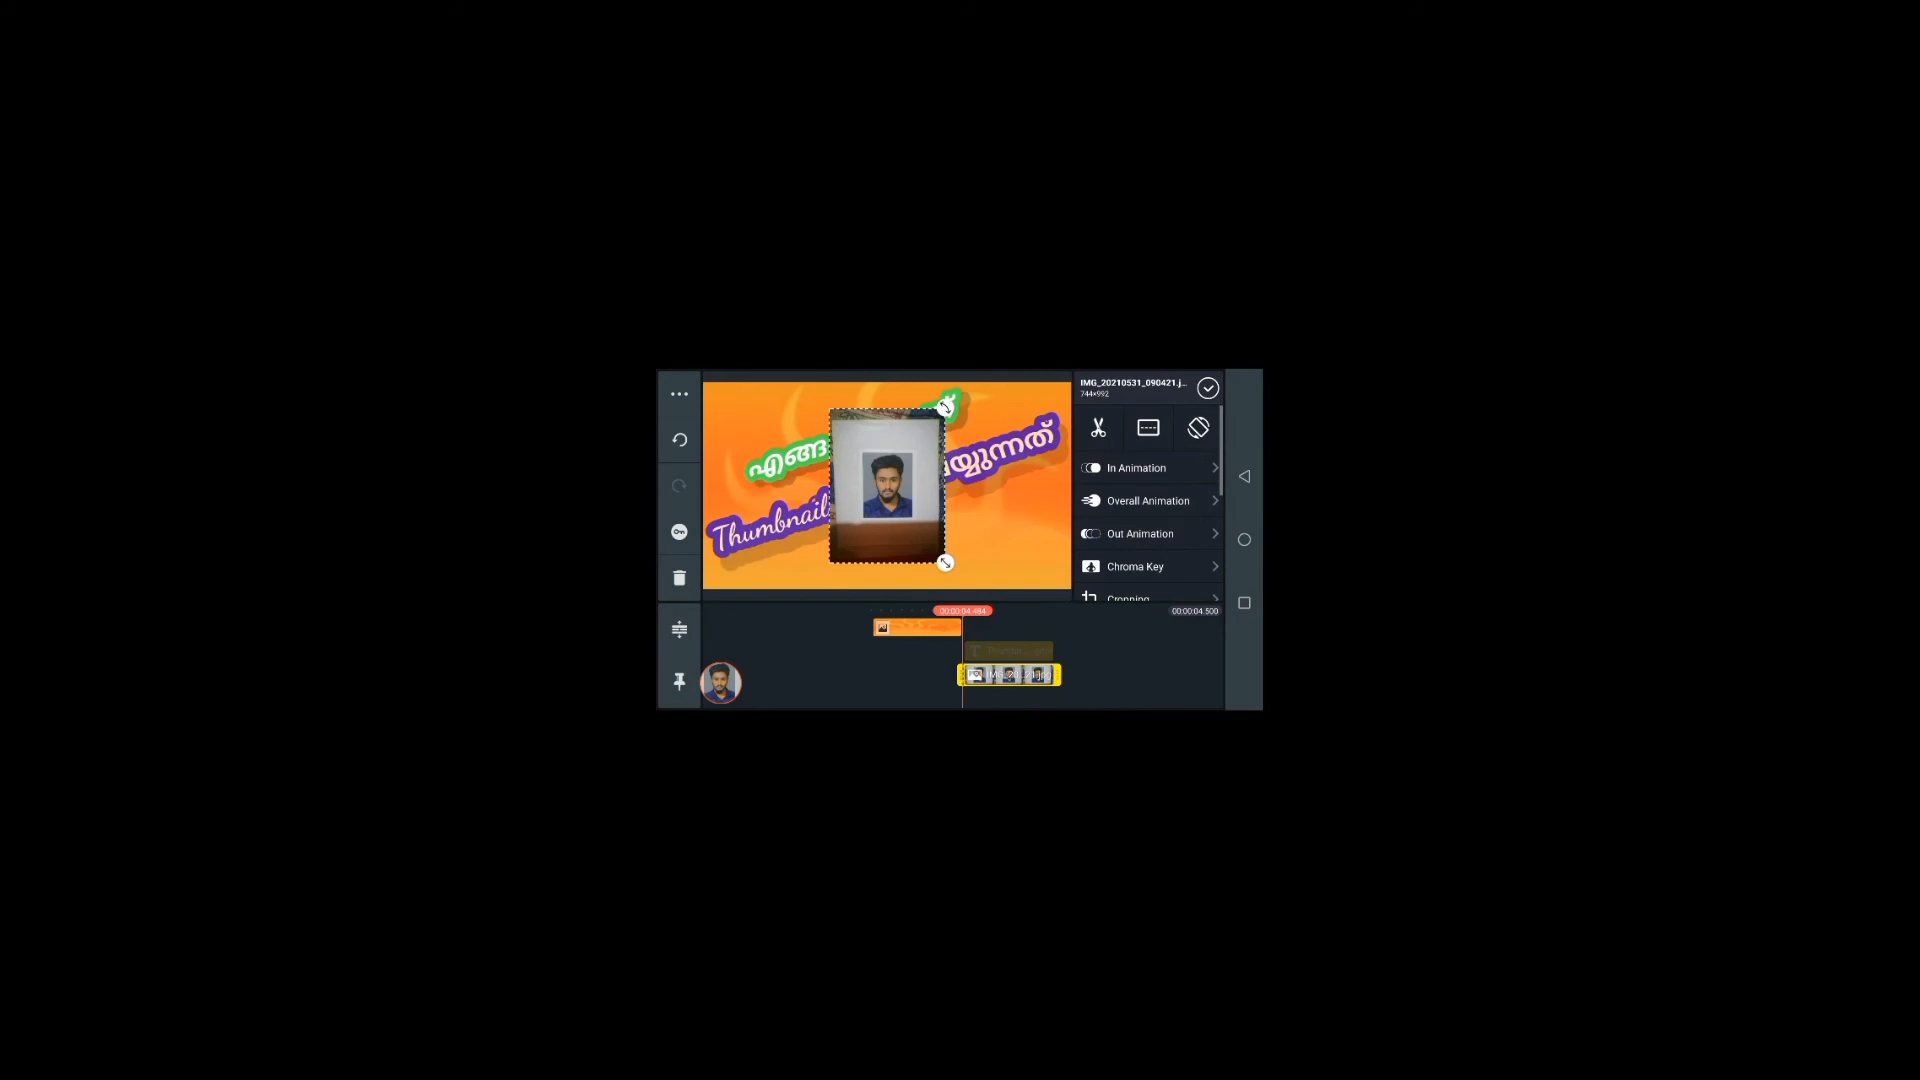 IMG_20210531_090421.j...
744×992
എങ്ങ
യ്യുന്നത്
Thumbnail
In Animation
Overall Animation
Out Animation
Chroma Key
Cropping
00:00:04.484
00:00:04.500